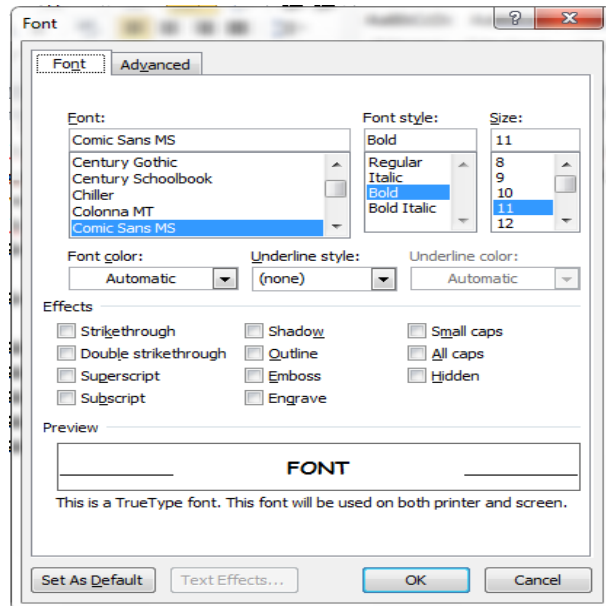 Font
Font Advanced
Font: Font style: Size:
Comic Sans MS Bold 11
Century Gothic Regular 8
Century Schoolbook Italic 9
Chiller Bold 10
Colonna MT Bold Italic 11
Comic Sans MS 12
Font color: Underline style: Underline color:
Automatic (none) Automatic
Effects
Strikethrough Shadow Small caps
Double strikethrough Outline All caps
Superscript Emboss Hidden
Subscript Engrave
Preview
FONT
This is a TrueType font. This font will be used on both printer and screen.
Set As Default Text Effects... OK Cancel